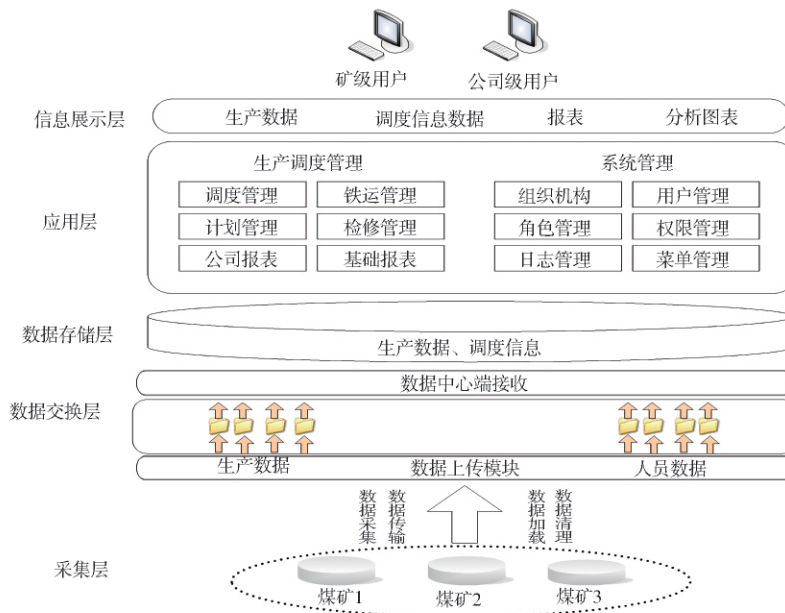 矿级用户 公司级用户
信息展示层 生产数据 调度信息数据 报表 分析图表
生产调度管理 系统管理
调度管理 铁运管理 组织机构 用户管理
应用层 计划管理 检修管理 角色管理 权限管理
公司报表 基础报表 日志管理 菜单管理
数据存储层
生产数据、调度信息
数据中心端接收
数据交换层
生产数据 数据上传模块 人员数据
数据采集 数据传输 数据加载 数据清理
采集层
煤矿1 煤矿2 煤矿3